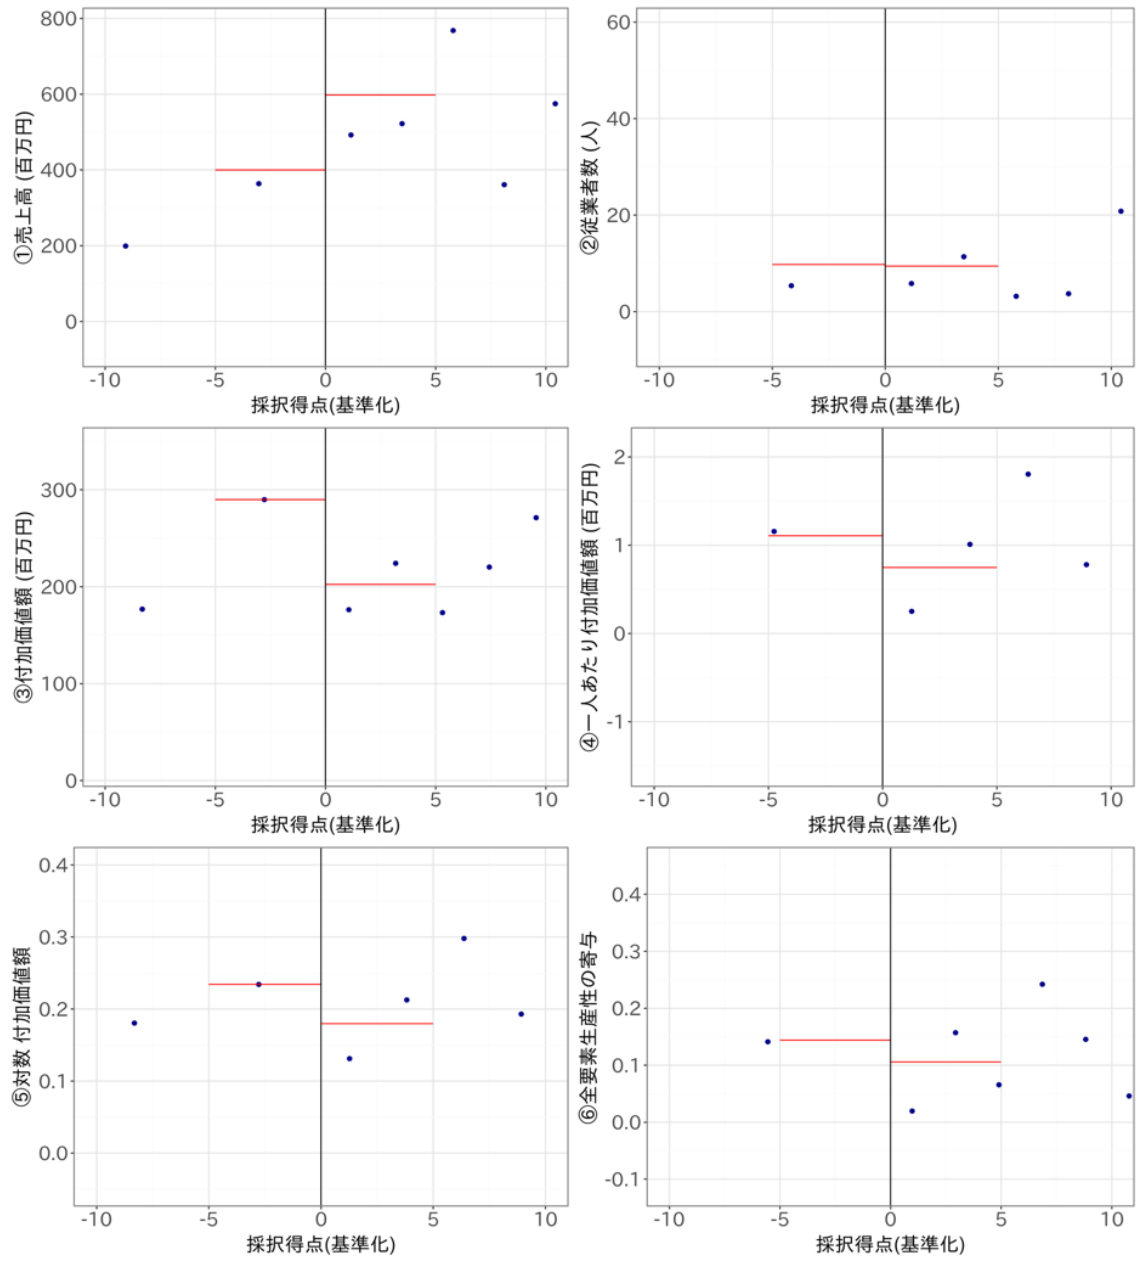 ①売上高 (百万円)
800
600
400
200
0
-10 -5 0 5 10
採択得点(基準化)
②従業者数 (人)
60
40
20
0
-10 -5 0 5 10
採択得点(基準化)
③付加価値額 (百万円)
300
200
100
0
-10 -5 0 5 10
採択得点(基準化)
④一人あたり付加価値額 (百万円)
2
1
0
-1
-10 -5 0 5 10
採択得点(基準化)
⑤対数 付加価値額
0.4
0.3
0.2
0.1
0.0
-10 -5 0 5 10
採択得点(基準化)
⑥全要素生産性の寄与
0.4
0.3
0.2
0.1
0.0
-0.1
-10 -5 0 5 10
採択得点(基準化)